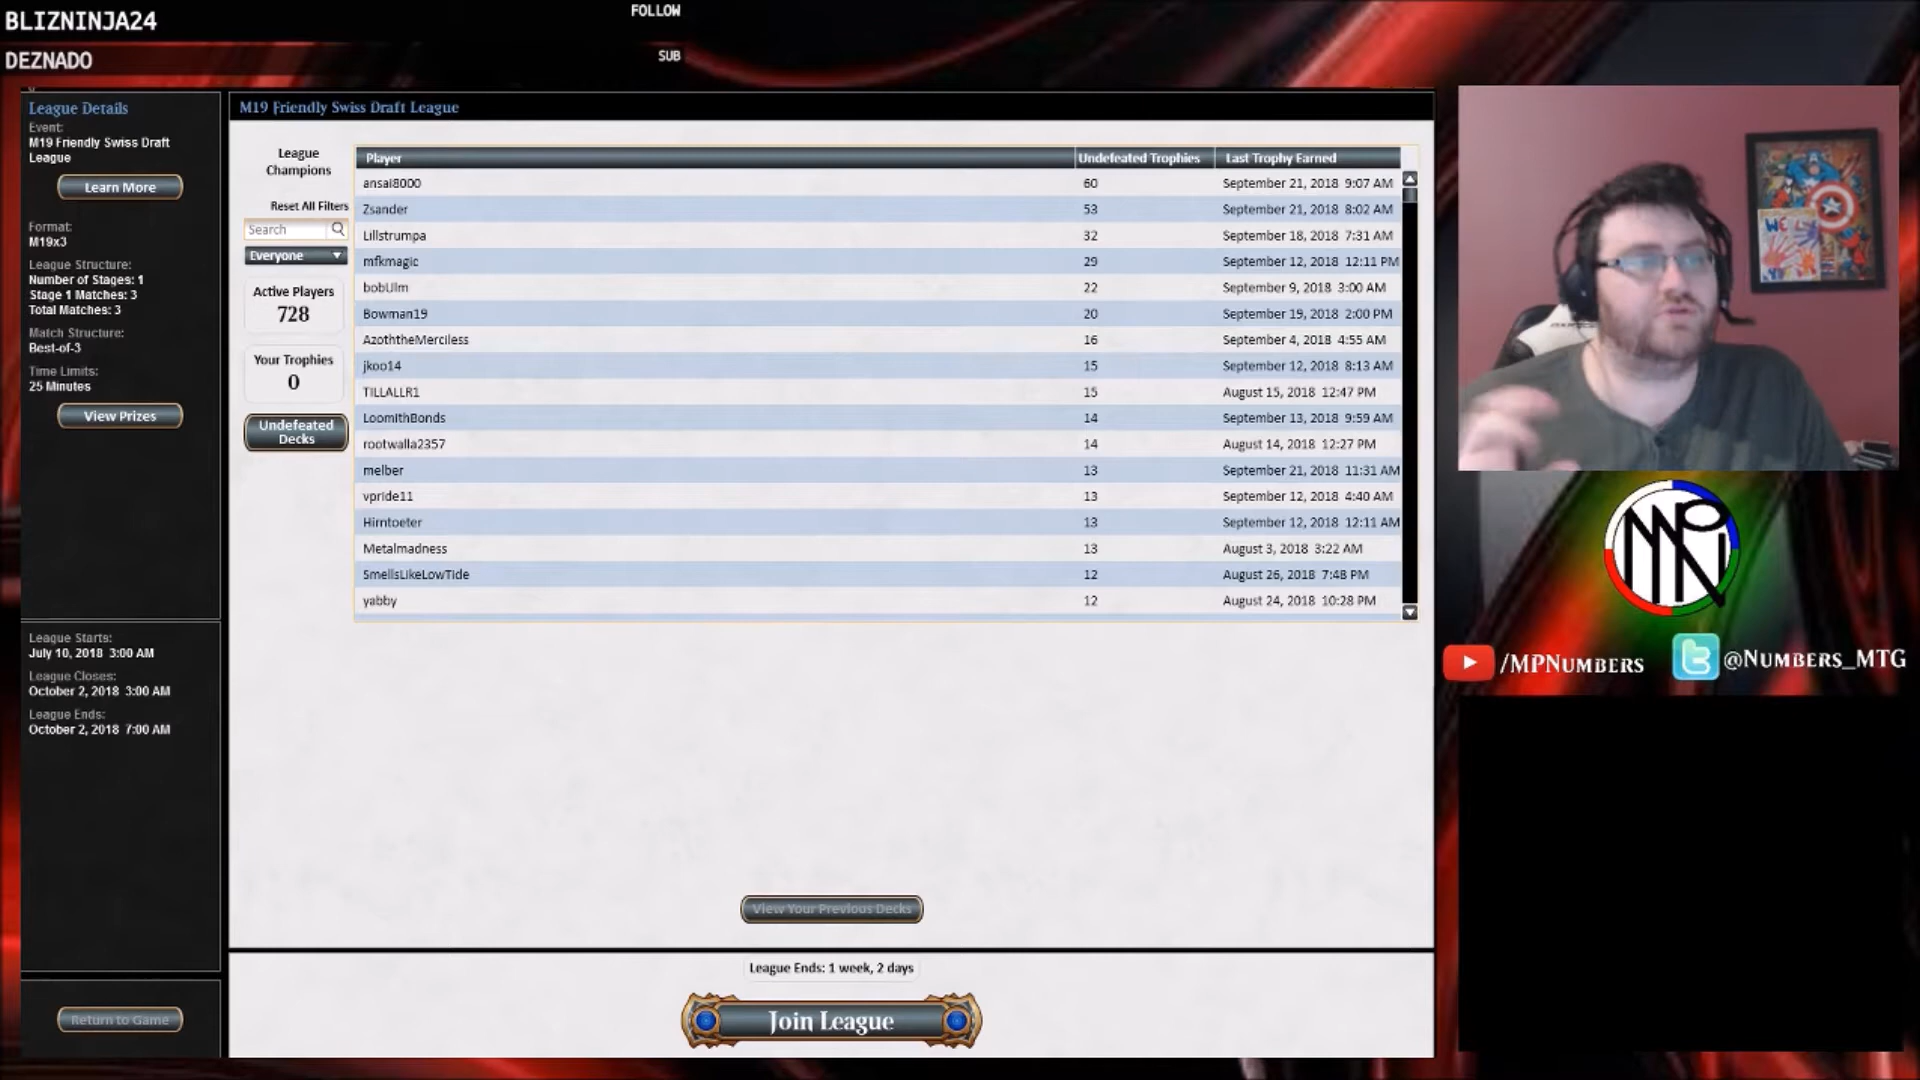 BLIZNINJA24
FOLLOW
DEZNADO
SUB
League Details
Event:
M19 Friendly Swiss Draft
League
Learn More
Format:
M19x3
League Structure:
Number of Stages: 1
Stage 1 Matches: 3
Total Matches: 3
Match Structure:
Best-of-3
Time Limits:
25 Minutes
View Prizes
League Starts:
July 10, 2018 3:00 AM
League Closes:
October 2, 2018 3:00 AM
League Ends:
October 2, 2018 7:00 AM
Return to Game
M19 Friendly Swiss Draft League
League
Champions
Reset All Filters
Search
Everyone
Active Players
728
Your Trophies
0
Undefeated
Decks
Player Undefeated Trophies Last Trophy Earned
ansai8000 60 September 21, 2018 9:07 AM
Zsander 53 September 21, 2018 8:02 AM
Lillstrumpa 32 September 18, 2018 7:31 AM
mfkmagic 29 September 12, 2018 12:11 PM
bobUlm 22 September 9, 2018 3:00 AM
Bowman19 20 September 19, 2018 2:00 PM
AzoththeMerciless 16 September 4, 2018 4:55 AM
jkoo14 15 September 12, 2018 8:13 AM
TILLALLR1 15 August 15, 2018 12:47 PM
LoomithBonds 14 September 13, 2018 9:59 AM
rootwalla2357 14 August 14, 2018 12:27 PM
melber 13 September 21, 2018 11:31 AM
vpride11 13 September 12, 2018 4:40 AM
Hirntoeter 13 September 12, 2018 12:11 AM
Metalmadness 13 August 3, 2018 3:22 AM
SmellsLikeLowTide 12 August 26, 2018 7:48 PM
yabby 12 August 24, 2018 10:28 PM
View Your Previous Decks
League Ends: 1 week, 2 days
Join League
MPN
/MPNUMBERS
@NUMBERS_MTG